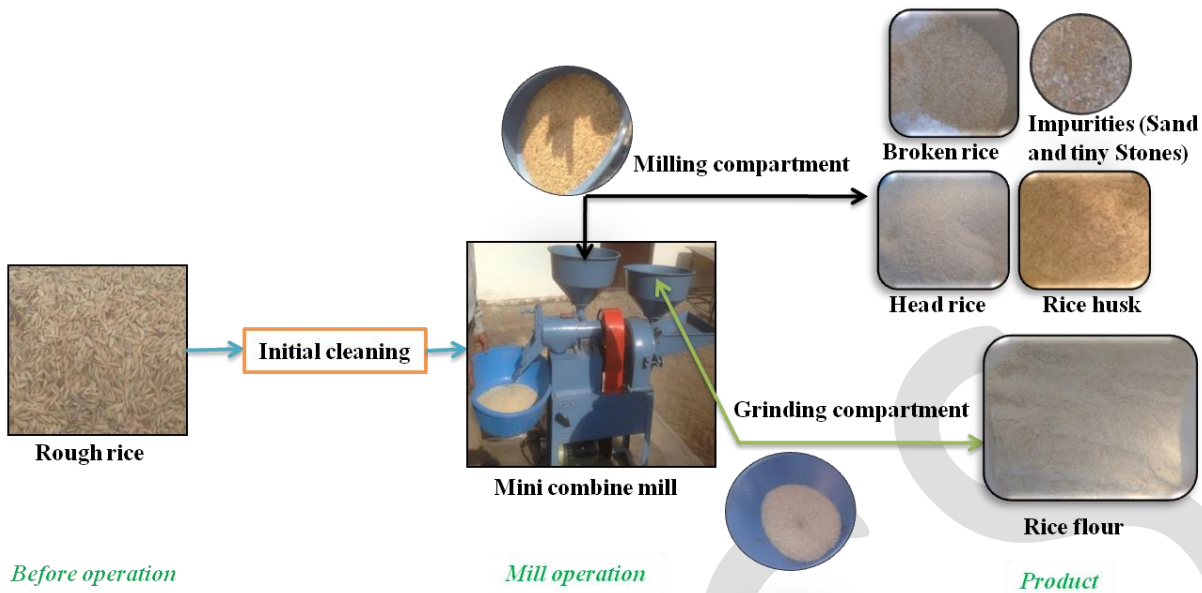 Broken rice
Impurities (Sand
and tiny Stones)
Milling compartment
Head rice
Rice husk
Initial cleaning
Rough rice
Grinding compartment
Mini combine mill
Rice flour
Before operation
Mill operation
Product